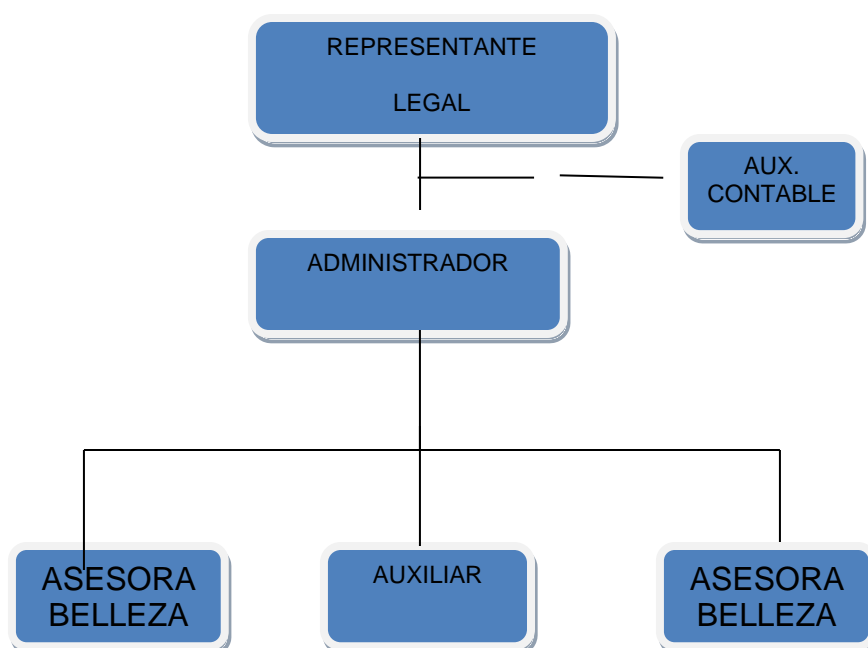 REPRESENTANTE
LEGAL
AUX.
CONTABLE
ADMINISTRADOR
ASESORA
BELLEZA
AUXILIAR
ASESORA
BELLEZA